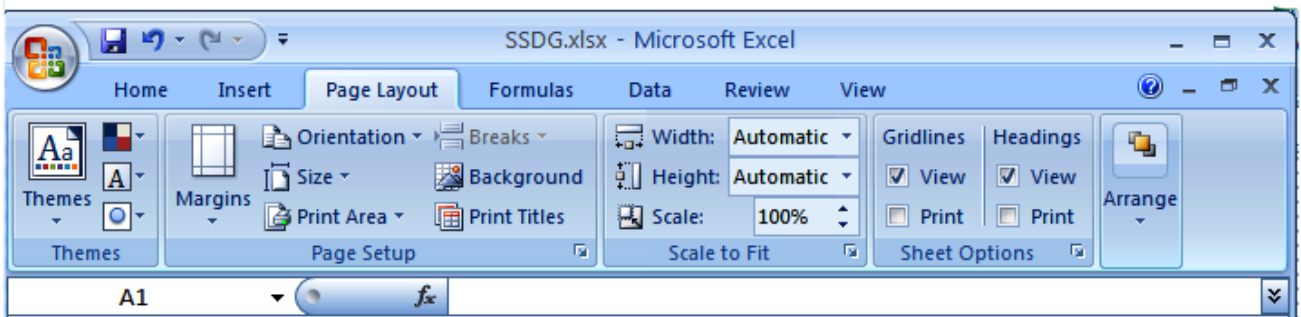 SSDG.xlsx - Microsoft Excel
Home Insert Page Layout Formulas Data Review View
Aa Orientation Breaks Width: Automatic Gridlines Headings
A Size Background Height: Automatic View View
Themes Margins Print Area Print Titles Scale: 100% Print Print Arrange
Themes Page Setup Scale to Fit Sheet Options
A1 fx